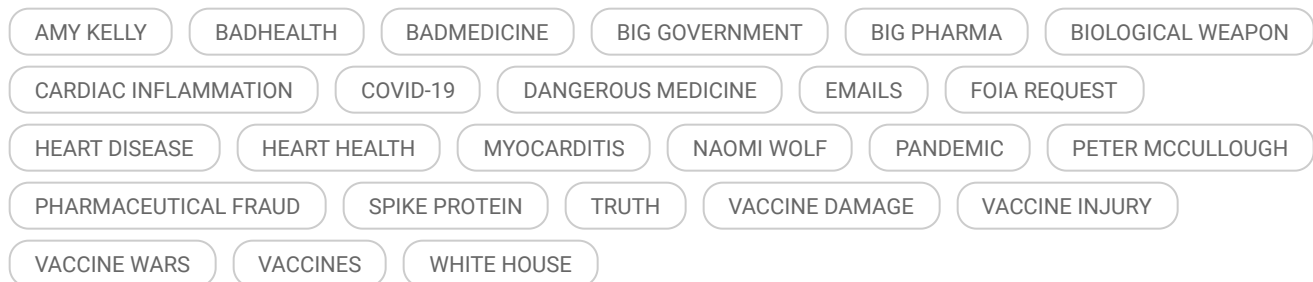 AMY KELLY BADHEALTH BADMEDICINE BIG GOVERNMENT BIG PHARMA BIOLOGICAL WEAPON
CARDIAC INFLAMMATION COVID-19 DANGEROUS MEDICINE EMAILS FOIA REQUEST
HEART DISEASE HEART HEALTH MYOCARDITIS NAOMI WOLF PANDEMIC PETER MCCULLOUGH
PHARMACEUTICAL FRAUD SPIKE PROTEIN TRUTH VACCINE DAMAGE VACCINE INJURY
VACCINE WARS VACCINES WHITE HOUSE